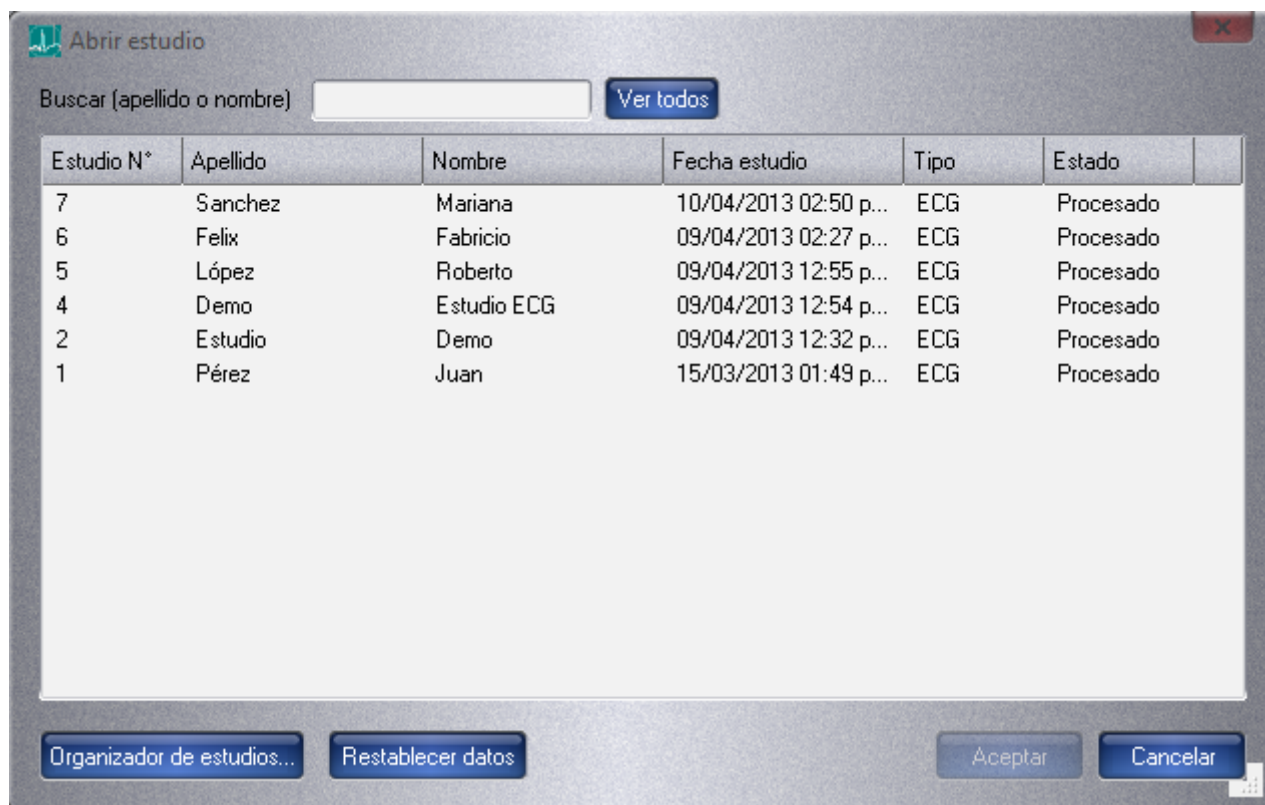 Abrir estudio
Buscar (apellido o nombre) Ver todos
Estudio N° Apellido Nombre Fecha estudio Tipo Estado
7 Sanchez Mariana 10/04/2013 02:50 p... ECG Procesado
6 Felix Fabricio 09/04/2013 02:27 p... ECG Procesado
5 López Roberto 09/04/2013 12:55 p... ECG Procesado
4 Demo Estudio ECG 09/04/2013 12:54 p... ECG Procesado
2 Estudio Demo 09/04/2013 12:32 p... ECG Procesado
1 Pérez Juan 15/03/2013 01:49 p... ECG Procesado
Organizador de estudios... Restablecer datos Aceptar Cancelar